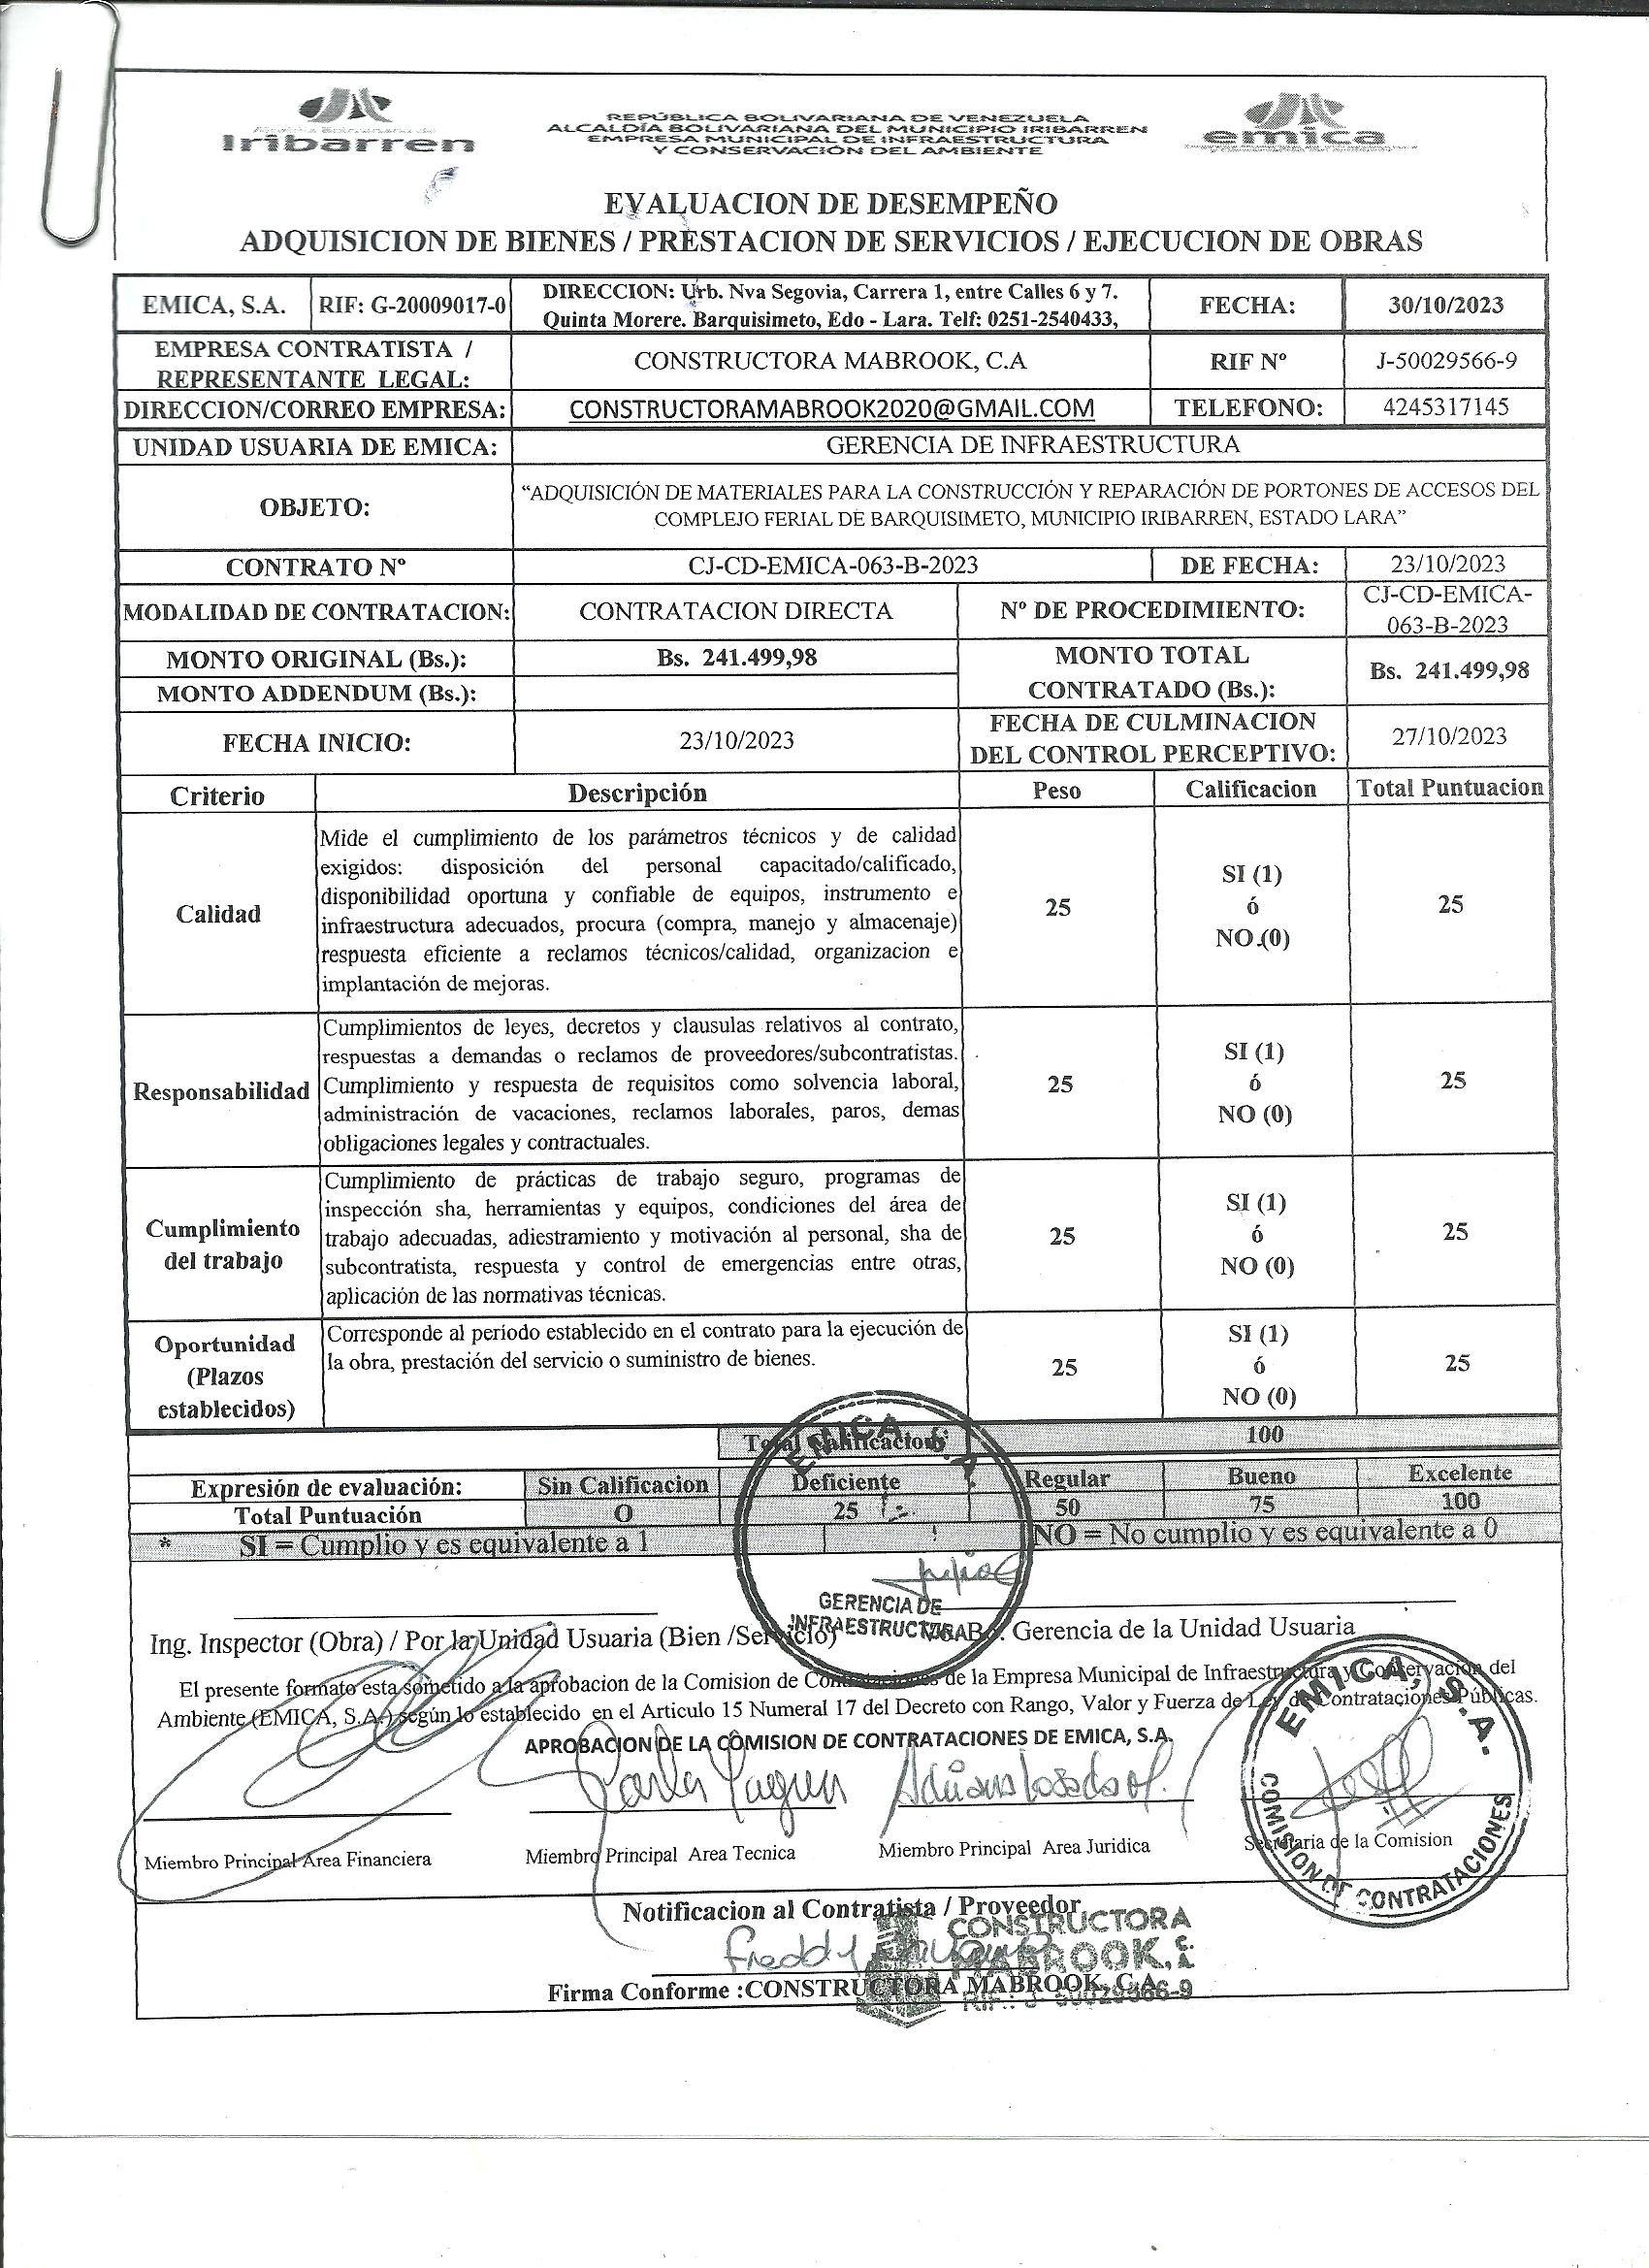 Alcaldía Bolivariana de
Iribarren
REPÚBLICA BOLIVARIANA DE VENEZUELA
ALCALDÍA BOLIVARIANA DEL MUNICIPIO IRIBARREN
EMPRESA MUNICIPAL DE INFRAESTRUCTURA
Y CONSERVACIÓN DEL AMBIENTE
emica
EVALUACION DE DESEMPEÑO
ADQUISICION DE BIENES / PRESTACION DE SERVICIOS / EJECUCION DE OBRAS
EMICA, S.A. RIF: G-20009017-0 DIRECCION: Urb. Nva Segovia, Carrera 1, entre Calles 6 y 7. FECHA: 30/10/2023
Quinta Morere. Barquisimeto, Edo - Lara. Telf: 0251-2540433,
EMPRESA CONTRATISTA / CONSTRUCTORA MABROOK, C.A RIF Nº J-50029566-9
REPRESENTANTE LEGAL:
DIRECCION/CORREO EMPRESA: CONSTRUCTORAMABROOK2020@GMAIL.COM TELEFONO: 4245317145
UNIDAD USUARIA DE EMICA: GERENCIA DE INFRAESTRUCTURA
OBJETO: “ADQUISICIÓN DE MATERIALES PARA LA CONSTRUCCIÓN Y REPARACIÓN DE PORTONES DE ACCESOS DEL
COMPLEJO FERIAL DE BARQUISIMETO, MUNICIPIO IRIBARREN, ESTADO LARA”
CONTRATO Nº CJ-CD-EMICA-063-B-2023 DE FECHA: 23/10/2023
MODALIDAD DE CONTRATACION: CONTRATACION DIRECTA Nº DE PROCEDIMIENTO: CJ-CD-EMICA-
063-B-2023
MONTO ORIGINAL (Bs.): Bs. 241.499,98 MONTO TOTAL
CONTRATADO (Bs.): Bs. 241.499,98
MONTO ADDENDUM (Bs.):
FECHA INICIO: 23/10/2023 FECHA DE CULMINACION
DEL CONTROL PERCEPTIVO: 27/10/2023
Criterio Descripción Peso Calificacion Total Puntuacion
Calidad
Mide el cumplimiento de los parámetros técnicos y de calidad
exigidos: disposición del personal capacitado/calificado,
disponibilidad oportuna y confiable de equipos, instrumento e
infraestructura adecuados, procura (compra, manejo y almacenaje)
respuesta eficiente a reclamos técnicos/calidad, organizacion e
implantación de mejoras.
25
SI (1)
ó
NO (0)
25
Responsabilidad
Cumplimientos de leyes, decretos y clausulas relativos al contrato,
respuestas a demandas o reclamos de proveedores/subcontratistas.
Cumplimiento y respuesta de requisitos como solvencia laboral,
administración de vacaciones, reclamos laborales, paros, demas
obligaciones legales y contractuales.
25
SI (1)
ó
NO (0)
25
Cumplimiento
del trabajo
Cumplimiento de prácticas de trabajo seguro, programas de
inspección sha, herramientas y equipos, condiciones del área de
trabajo adecuadas, adiestramiento y motivación al personal, sha de
subcontratista, respuesta y control de emergencias entre otras,
aplicación de las normativas técnicas.
25
SI (1)
ó
NO (0)
25
Oportunidad
(Plazos
establecidos)
Corresponde al período establecido en el contrato para la ejecución de
la obra, prestación del servicio o suministro de bienes.
25
SI (1)
ó
NO (0)
25
Total Calificacion 100
Expresión de evaluación: Sin Calificacion Deficiente Regular Bueno Excelente
Total Puntuación O 25 50 75 100
* SI = Cumplio y es equivalente a 1 NO = No cumplio y es equivalente a 0
EMICA, S.A.
GERENCIA DE
INFRAESTRUCTURA
Ing. Inspector (Obra) / Por la Unidad Usuaria (Bien /Servicio) Gerencia de la Unidad Usuaria
El presente formato esta sometido a la aprobacion de la Comision de Contrataciones de la Empresa Municipal de Infraestructura y Conservación del
Ambiente (EMICA, S.A.) según lo establecido en el Articulo 15 Numeral 17 del Decreto con Rango, Valor y Fuerza de Ley de Contrataciones Públicas.
APROBACION DE LA COMISION DE CONTRATACIONES DE EMICA, S.A.
EMICA, S.A.
COMISION DE CONTRATACIONES
Miembro Principal Area Financiera Miembro Principal Area Tecnica Miembro Principal Area Juridica Secretaria de la Comision
Notificacion al Contratista / Proveedor
CONSTRUCTORA
MABROOK, C.A
Freddy
Firma Conforme :CONSTRUCTORA MABROOK, C.A.
RIF.: J-50029566-9